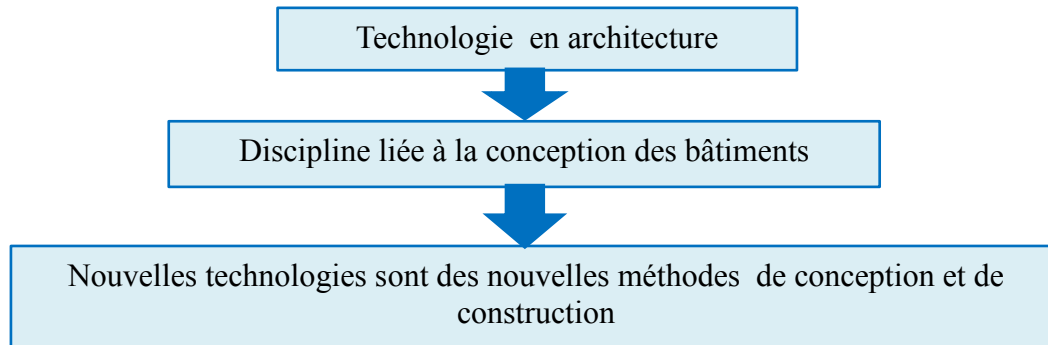 Technologie  en architecture
Discipline liée à la conception des bâtiments
Nouvelles technologies sont des nouvelles méthodes  de conception et de
construction